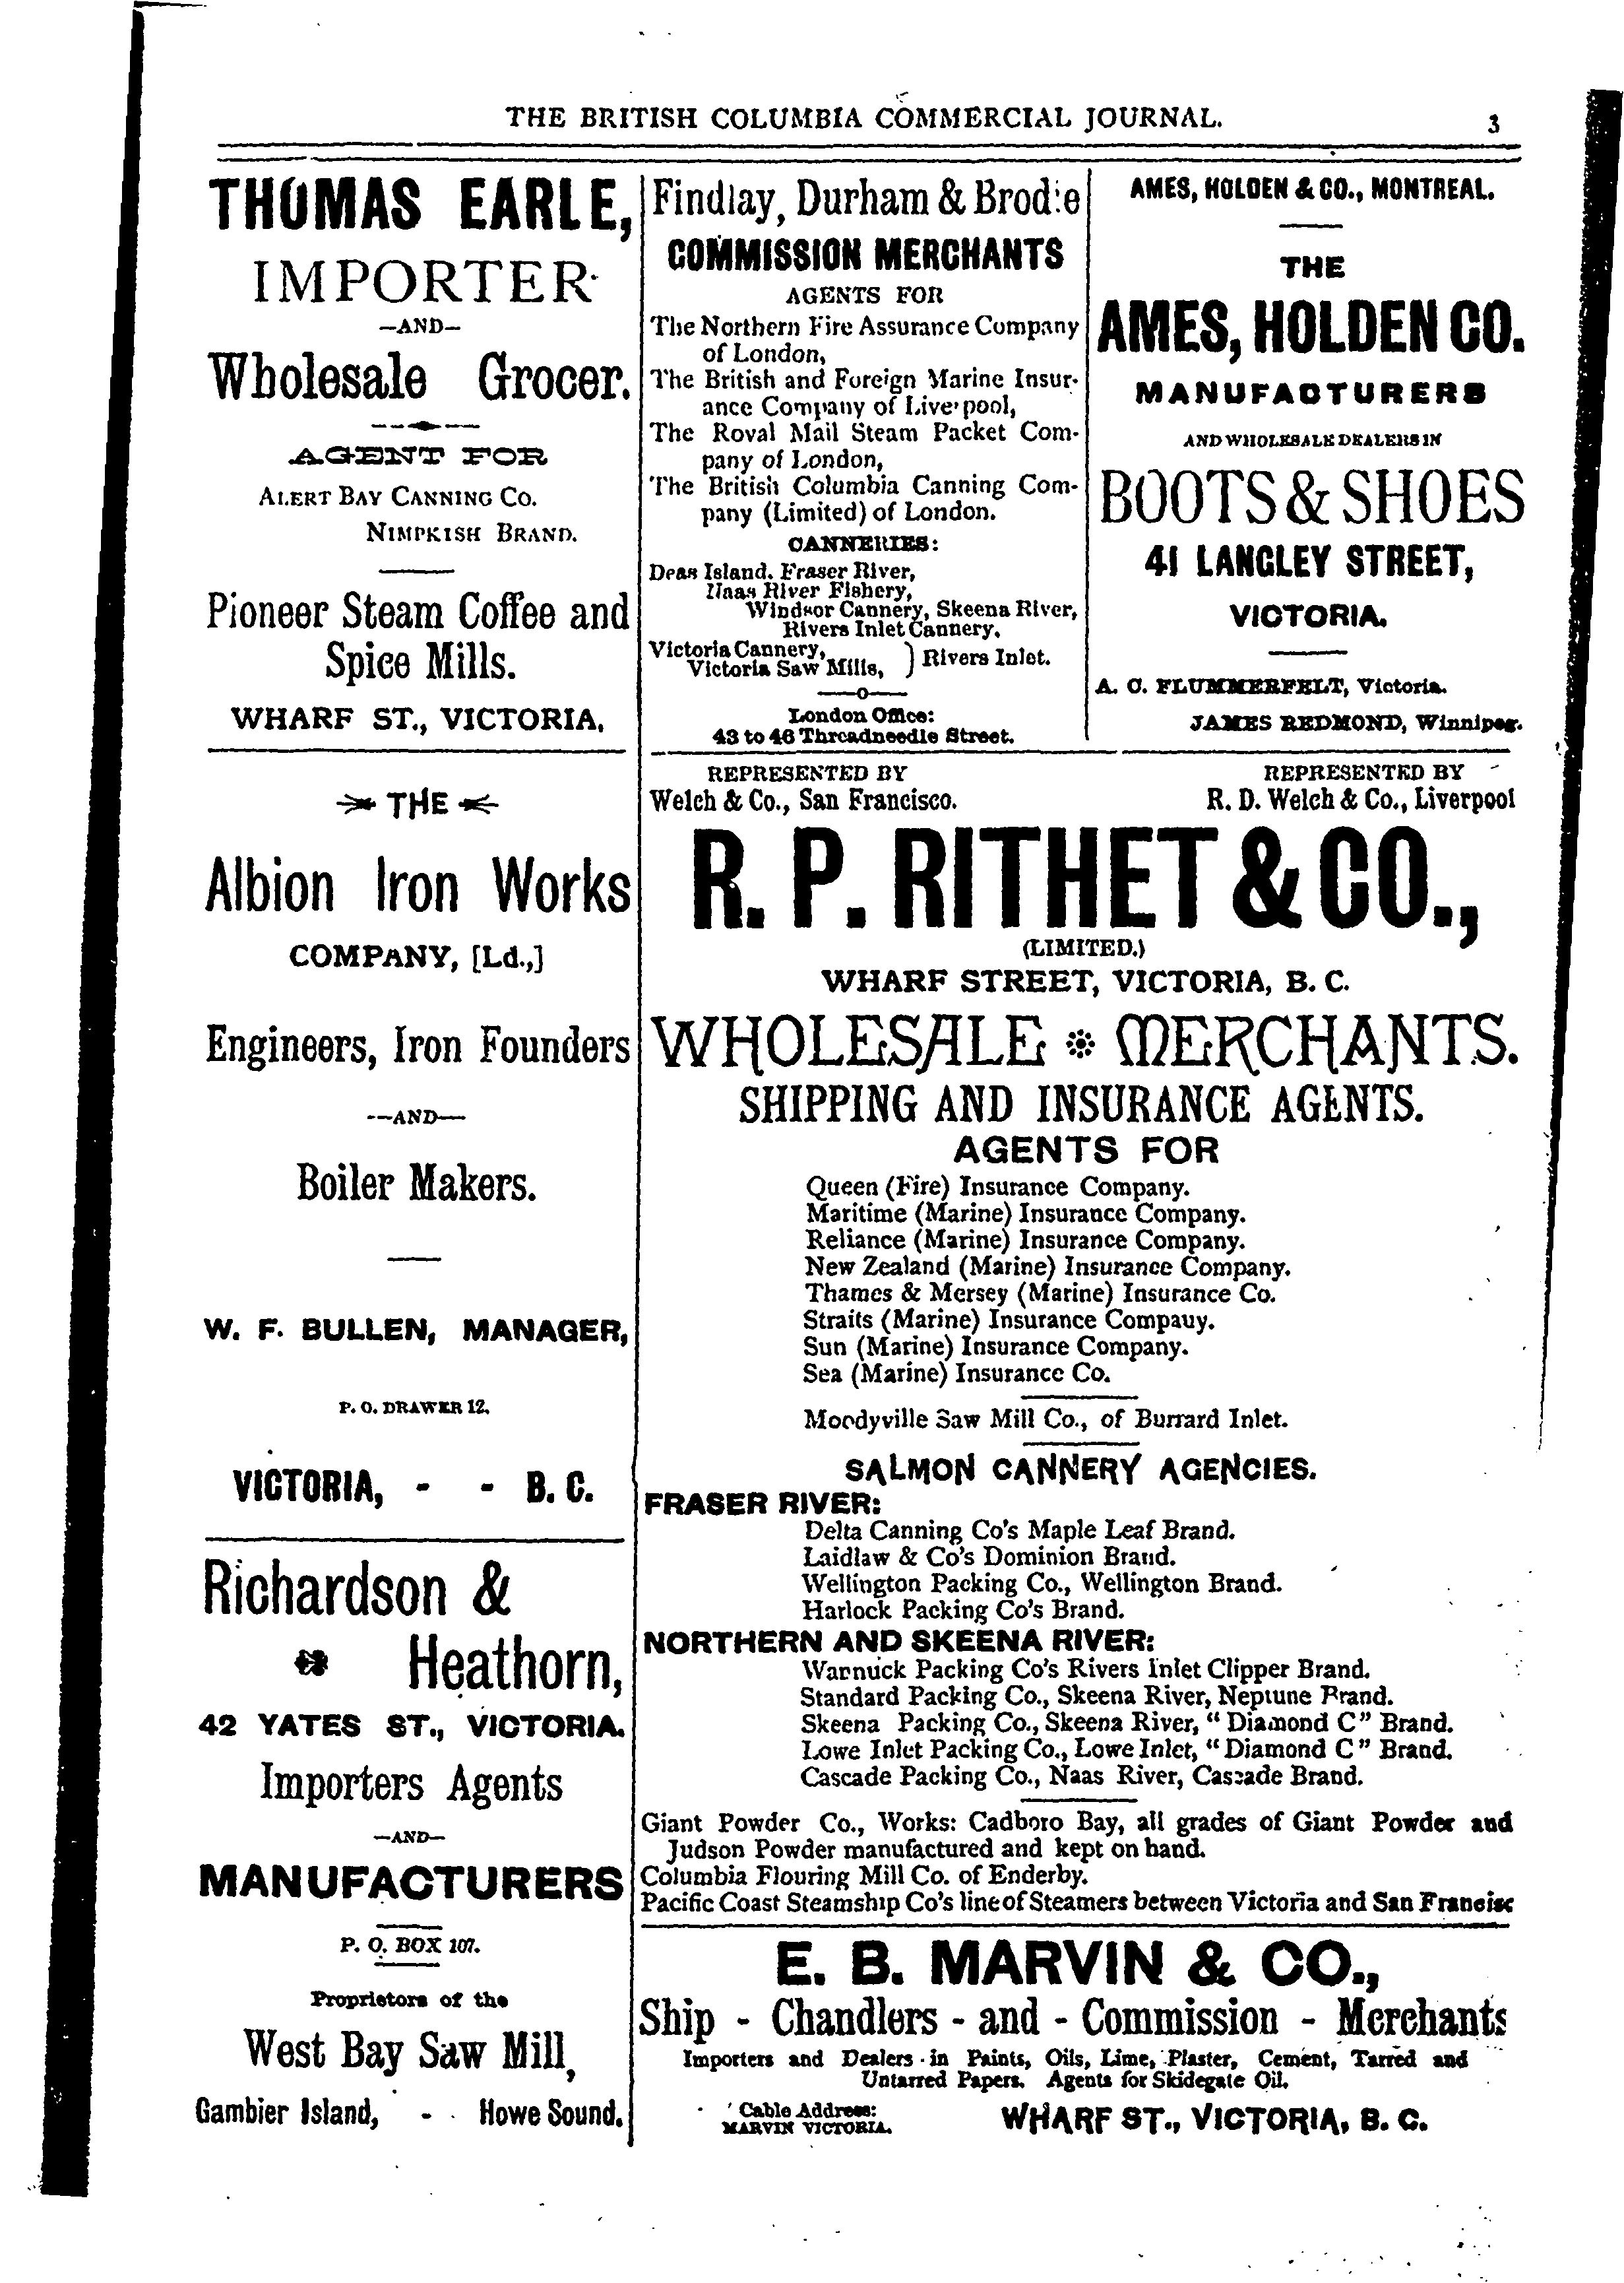 THE BRITISH COLUMBIA COMMERCIAL JOURNAL.
3
THOMAS EARLE,
IMPORTER
—AND—
Wholesale Grocer.
AGENT FOR
ALERT BAY CANNING CO.
NIMPKISH BRAND.
Pioneer Steam Coffee and
Spice Mills.
WHARF ST., VICTORIA.
THE
Albion Iron Works
COMPANY, [Ld.,]
Engineers, Iron Founders
—AND—
Boiler Makers.
W. F. BULLEN, MANAGER,
P. O. DRAWER 12.
VICTORIA, - - B. C.
Richardson &
Heathorn,
42 YATES ST., VICTORIA.
Importers Agents
—AND—
MANUFACTURERS
P. O. BOX 107.
Proprietors of the
West Bay Saw Mill,
Gambier Island, - - Howe Sound.
Findlay, Durham & Brodie
COMMISSION MERCHANTS
AGENTS FOR
The Northern Fire Assurance Company
of London,
The British and Foreign Marine Insur-
ance Company of Liverpool,
The Royal Mail Steam Packet Com-
pany of London,
The British Columbia Canning Com-
pany (Limited) of London.
CANNERIES:
Deas Island. Fraser River,
Naas River Fishery,
Windsor Cannery, Skeena River,
Rivers Inlet Cannery.
Victoria Cannery,
Victoria Saw Mills, } Rivers Inlet.
—o—
London Office:
43 to 46 Threadneedle Street.
AMES, HOLDEN & CO., MONTREAL.
THE
AMES, HOLDEN CO.
MANUFACTURERS
AND WHOLESALE DEALERS IN
BOOTS & SHOES
41 LANGLEY STREET,
VICTORIA.
A. C. FLUMMERFELT, Victoria.
JAMES REDMOND, Winnipeg.
REPRESENTED BY
Welch & Co., San Francisco.
REPRESENTED BY
R. D. Welch & Co., Liverpool
R. P. RITHET & CO.,
(LIMITED.)
WHARF STREET, VICTORIA, B. C.
WHOLESALE MERCHANTS.
SHIPPING AND INSURANCE AGENTS.
AGENTS FOR
Queen (Fire) Insurance Company.
Maritime (Marine) Insurance Company.
Reliance (Marine) Insurance Company.
New Zealand (Marine) Insurance Company.
Thames & Mersey (Marine) Insurance Co.
Straits (Marine) Insurance Compauy.
Sun (Marine) Insurance Company.
Sea (Marine) Insurance Co.
Moodyville Saw Mill Co., of Burrard Inlet.
SALMON CANNERY AGENCIES.
FRASER RIVER:
Delta Canning Co's Maple Leaf Brand.
Laidlaw & Co's Dominion Brand.
Wellington Packing Co., Wellington Brand.
Harlock Packing Co's Brand.
NORTHERN AND SKEENA RIVER:
Warnuck Packing Co's Rivers Inlet Clipper Brand.
Standard Packing Co., Skeena River, Neptune Brand.
Skeena Packing Co., Skeena River, "Diamond C" Brand.
Lowe Inlet Packing Co., Lowe Inlet, "Diamond C" Brand.
Cascade Packing Co., Naas River, Cascade Brand.
Giant Powder Co., Works: Cadboro Bay, all grades of Giant Powder and
Judson Powder manufactured and kept on hand.
Columbia Flouring Mill Co. of Enderby.
Pacific Coast Steamship Co's line of Steamers between Victoria and San Francisc
E. B. MARVIN & CO.,
Ship - Chandlers - and - Commission - Merchants
Importers and Dealers in Paints, Oils, Lime, Plaster, Cement, Tarred and
Untarred Papers. Agents for Skidegate Oil.
Cable Address:
MARVIN VICTORIA.
WHARF ST., VICTORIA, B. C.